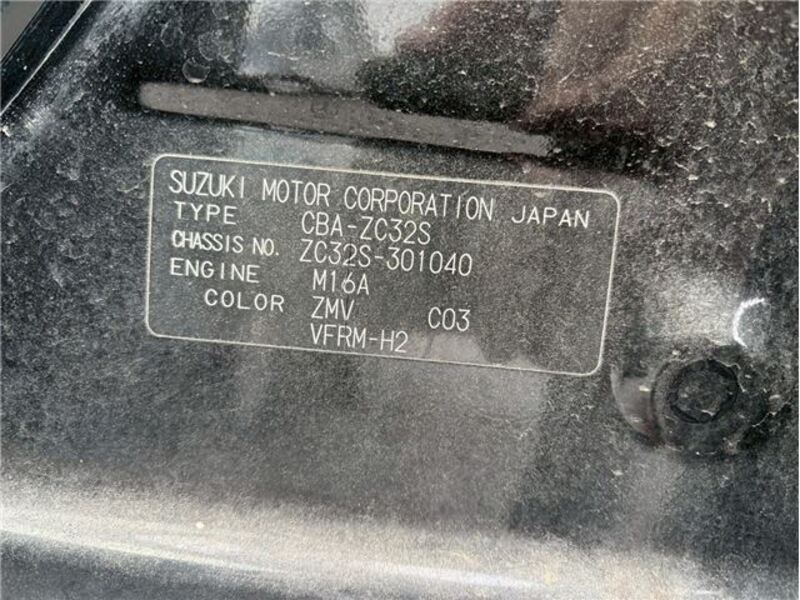 SUZUKI MOTOR CORPORATION JAPAN
TYPE CBA-ZC32S
CHASSIS NO. ZC32S-301040
ENGINE M16A
COLOR ZMV C03
VFRM-H2